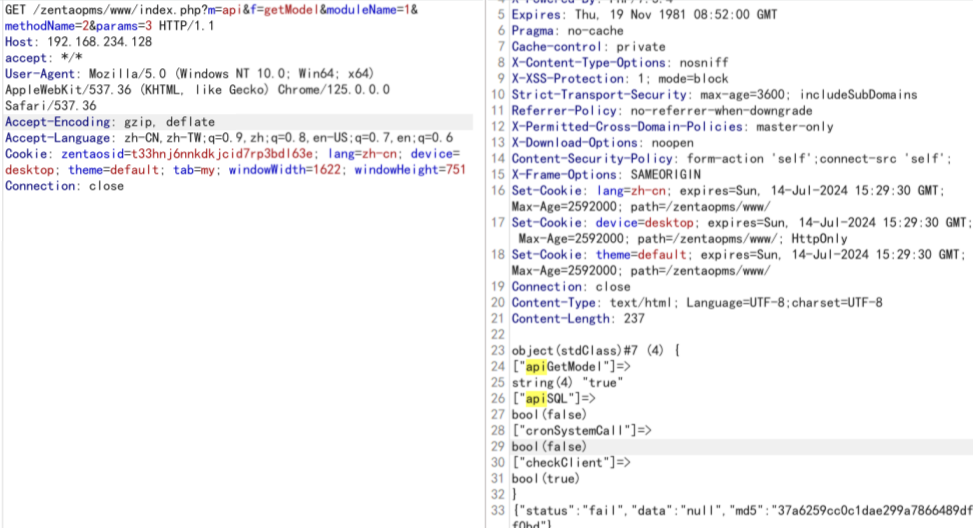 GET /zentaopms/www/index.php?m=api&f=getModel&moduleName=1&
methodName=2&params=3 HTTP/1.1
Host: 192.168.234.128
accept: */*
User-Agent: Mozilla/5.0 (Windows NT 10.0; Win64; x64)
AppleWebKit/537.36 (KHTML, like Gecko) Chrome/125.0.0.0
Safari/537.36
Accept-Encoding: gzip, deflate
Accept-Language: zh-CN,zh-TW;q=0.9,zh;q=0.8,en-US;q=0.7,en;q=0.6
Cookie: zentaosid=t33hnj6nnkdkjcid7rp3bdl63e; lang=zh-cn; device=
desktop; theme=default; tab=my; windowWidth=1622; windowHeight=751
Connection: close
5 Expires: Thu, 19 Nov 1981 08:52:00 GMT
6 Pragma: no-cache
7 Cache-control: private
8 X-Content-Type-Options: nosniff
9 X-XSS-Protection: 1; mode=block
10 Strict-Transport-Security: max-age=3600; includeSubDomains
11 Referrer-Policy: no-referrer-when-downgrade
12 X-Permitted-Cross-Domain-Policies: master-only
13 X-Download-Options: noopen
14 Content-Security-Policy: form-action 'self';connect-src 'self';
15 X-Frame-Options: SAMEORIGIN
16 Set-Cookie: lang=zh-cn; expires=Sun, 14-Jul-2024 15:29:30 GMT;
Max-Age=2592000; path=/zentaopms/www/
17 Set-Cookie: device=desktop; expires=Sun, 14-Jul-2024 15:29:30 GMT;
Max-Age=2592000; path=/zentaopms/www/; HttpOnly
18 Set-Cookie: theme=default; expires=Sun, 14-Jul-2024 15:29:30 GMT;
Max-Age=2592000; path=/zentaopms/www/
19 Connection: close
20 Content-Type: text/html; Language=UTF-8;charset=UTF-8
21 Content-Length: 237
22
23 object(stdClass)#7 (4) {
24 ["apiGetModel"]=>
25 string(4) "true"
26 ["apiSQL"]=>
27 bool(false)
28 ["cronSystemCall"]=>
29 bool(false)
30 ["checkClient"]=>
31 bool(true)
32 }
33 {"status":"fail","data":"null","md5":"37a6259cc0c1dae299a7866489df
f0bd"}